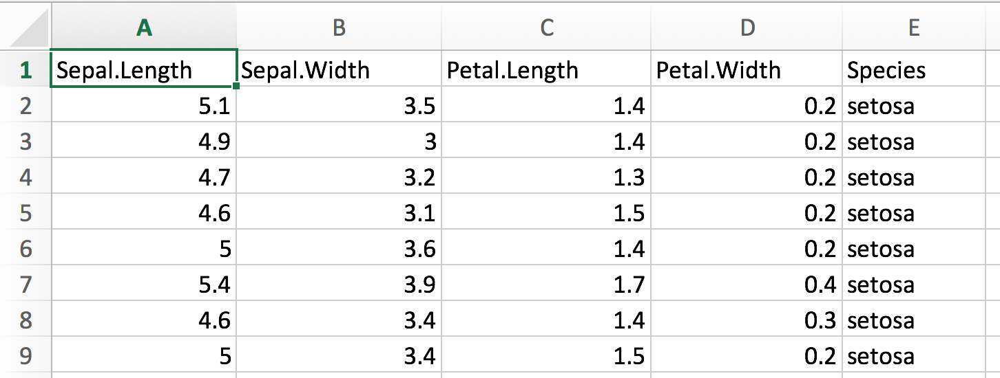 A B C D E
1 Sepal.Length Sepal.Width Petal.Length Petal.Width Species
2 5.1 3.5 1.4 0.2 setosa
3 4.9 3 1.4 0.2 setosa
4 4.7 3.2 1.3 0.2 setosa
5 4.6 3.1 1.5 0.2 setosa
6 5 3.6 1.4 0.2 setosa
7 5.4 3.9 1.7 0.4 setosa
8 4.6 3.4 1.4 0.3 setosa
9 5 3.4 1.5 0.2 setosa